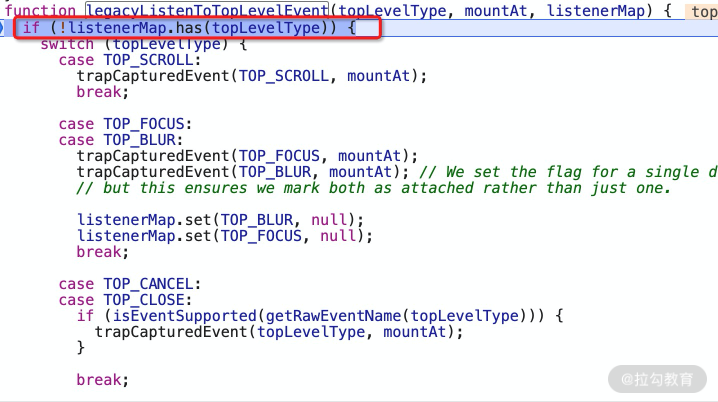 function legacyListenToTopLevelEvent(topLevelType, mountAt, listenerMap) { top
if (!listenerMap.has(topLevelType)) {
switch (topLevelType) {
case TOP_SCROLL:
trapCapturedEvent(TOP_SCROLL, mountAt);
break;
case TOP_FOCUS:
case TOP_BLUR:
trapCapturedEvent(TOP_FOCUS, mountAt);
trapCapturedEvent(TOP_BLUR, mountAt); // We set the flag for a single d
// but this ensures we mark both as attached rather than just one.
listenerMap.set(TOP_BLUR, null);
listenerMap.set(TOP_FOCUS, null);
break;
case TOP_CANCEL:
case TOP_CLOSE:
if (isEventSupported(getRawEventName(topLevelType))) {
trapCapturedEvent(topLevelType, mountAt);
}
break;
@拉勾教育